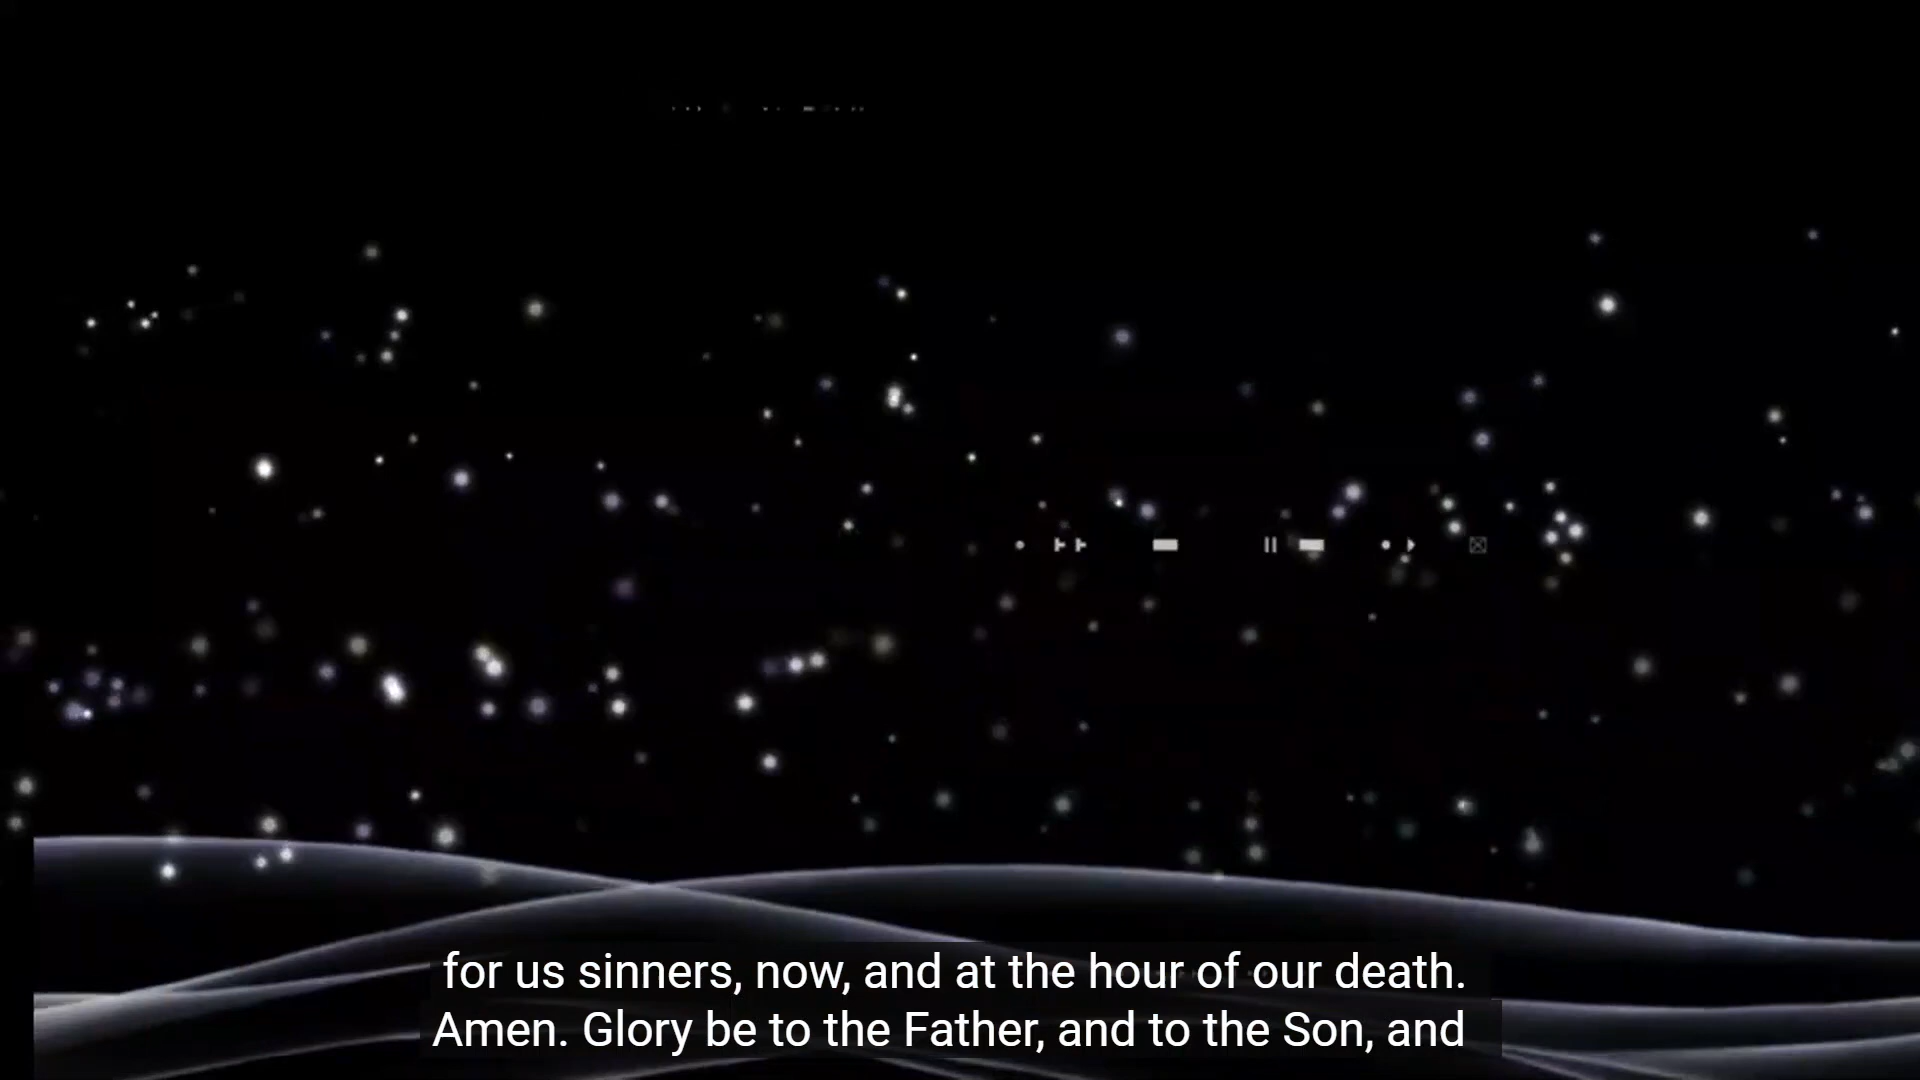 for us sinners, now, and at the hour of our death.
Amen. Glory be to the Father, and to the Son, and